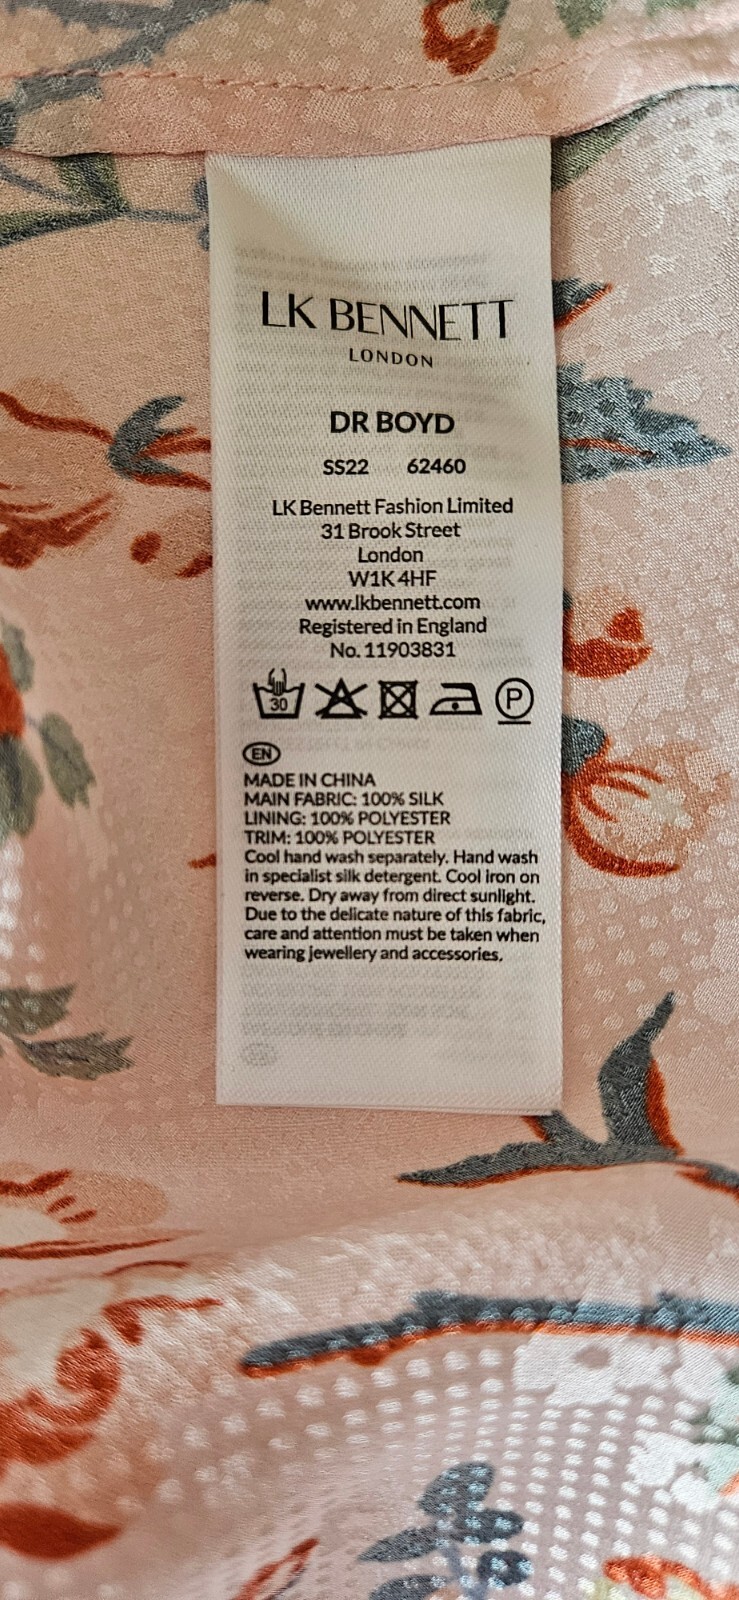 LK BENNETT
LONDON
DR BOYD
SS22 62460
LK Bennett Fashion Limited
31 Brook Street
London
W1K 4HF
www.lkbennett.com
Registered in England
No. 11903831
30 P
EN
MADE IN CHINA
MAIN FABRIC: 100% SILK
LINING: 100% POLYESTER
TRIM: 100% POLYESTER
Cool hand wash separately. Hand wash
in specialist silk detergent. Cool iron on
reverse. Dry away from direct sunlight.
Due to the delicate nature of this fabric,
care and attention must be taken when
wearing jewellery and accessories.